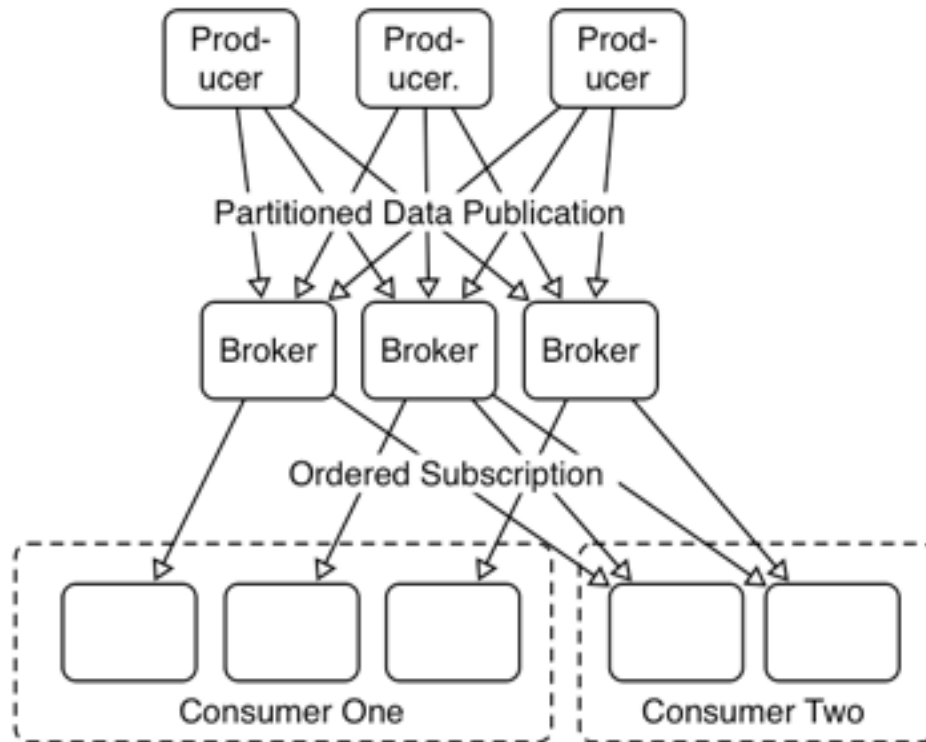 Prod-
ucer
Prod-
ucer.
Prod-
ucer
Partitioned Data Publication
Broker
Broker
Broker
Ordered Subscription
Consumer One
Consumer Two